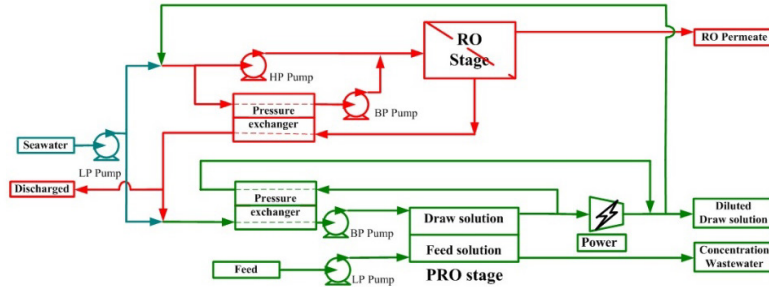 RO
Stage
RO Permeate
HP Pump
Pressure
exchanger
BP Pump
Seawater
LP Pump
Discharged
Pressure
exchanger
BP Pump
Draw solution
Feed solution
PRO stage
Power
Diluted
Draw solution
Concentration
Wastewater
Feed
LP Pump